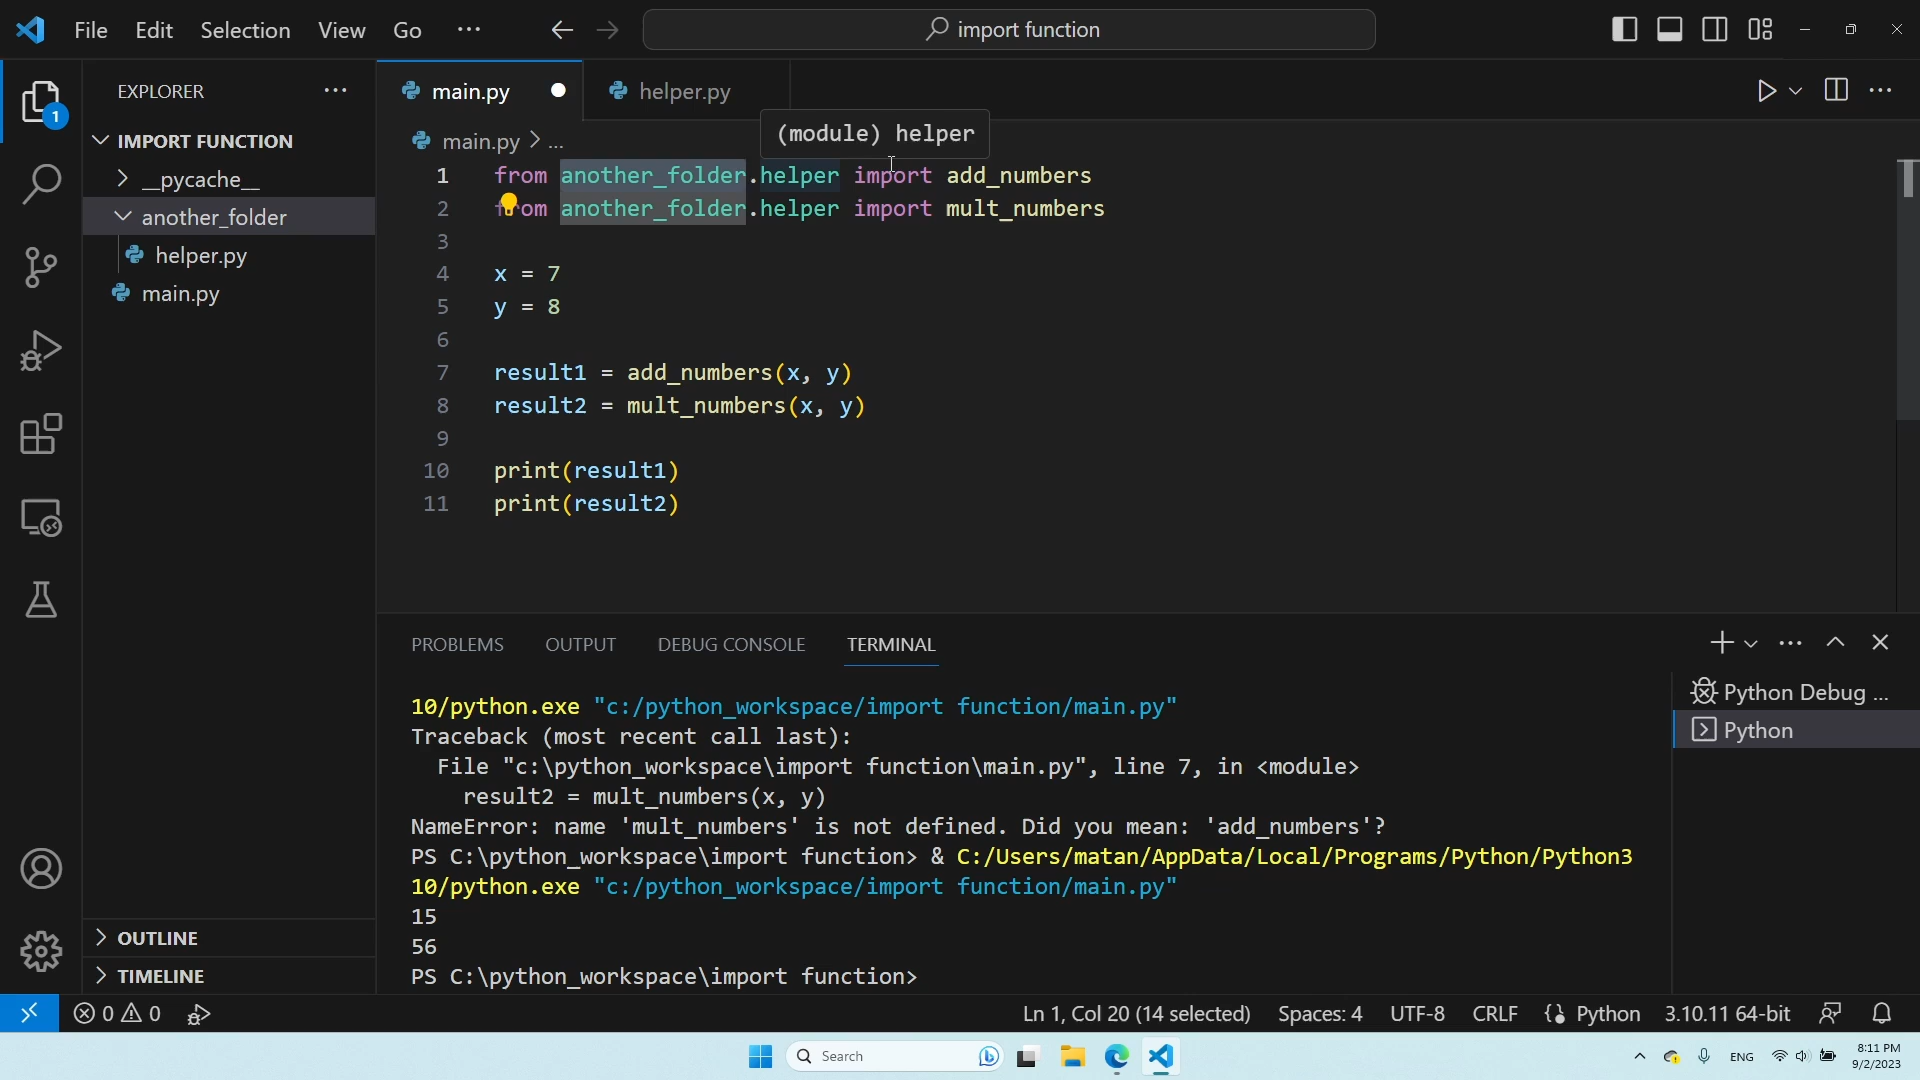 File Edit Selection View Go ··· import function
EXPLORER ···
1
IMPORT FUNCTION
__pycache__
another_folder
helper.py
main.py
OUTLINE
TIMELINE
main.py helper.py
main.py > ...
(module) helper
1 from another_folder.helper import add_numbers
2 from another_folder.helper import mult_numbers
3
4 x = 7
5 y = 8
6
7 result1 = add_numbers(x, y)
8 result2 = mult_numbers(x, y)
9
10 print(result1)
11 print(result2)
PROBLEMS OUTPUT DEBUG CONSOLE TERMINAL
10/python.exe "c:/python_workspace/import function/main.py"
Traceback (most recent call last):
File "c:\python_workspace\import function\main.py", line 7, in <module>
result2 = mult_numbers(x, y)
NameError: name 'mult_numbers' is not defined. Did you mean: 'add_numbers'?
PS C:\python_workspace\import function> & C:/Users/matan/AppData/Local/Programs/Python/Python3
10/python.exe "c:/python_workspace/import function/main.py"
15
56
PS C:\python_workspace\import function>
Python Debug ...
Python
0 0 Ln 1, Col 20 (14 selected) Spaces: 4 UTF-8 CRLF Python 3.10.11 64-bit
Search ENG 8:11 PM
9/2/2023